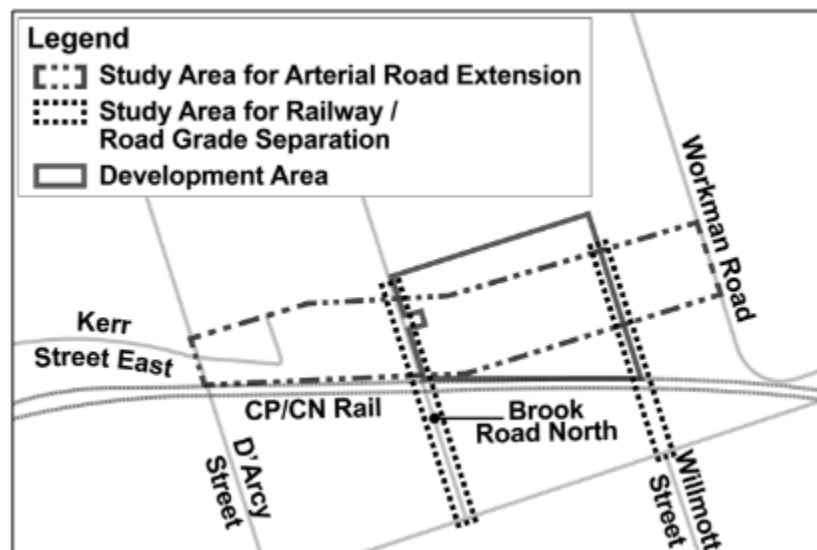 Legend
Study Area for Arterial Road Extension
Study Area for Railway /
Road Grade Separation
Development Area
Workman Road
Kerr
Street East
CP/CN Rail
Brook
Road North
D'Arcy
Street
Willmott
Street